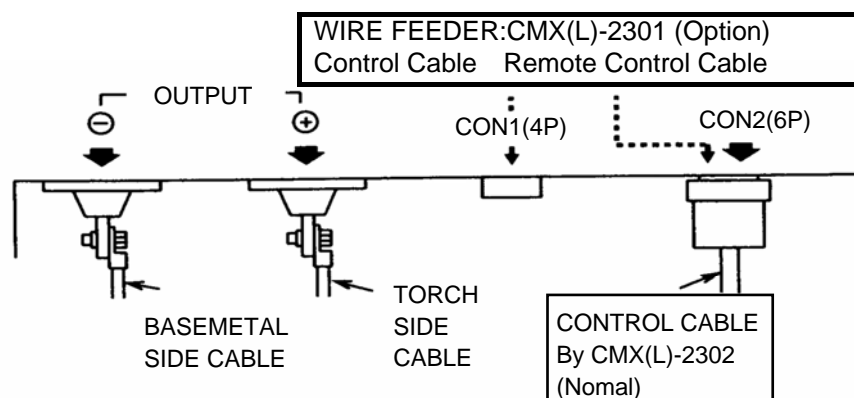 WIRE FEEDER:CMX(L)-2301 (Option)
Control Cable Remote Control Cable
OUTPUT
⊖ ⊕
CON1(4P)
CON2(6P)
BASEMETAL
SIDE CABLE
TORCH
SIDE
CABLE
CONTROL CABLE
By CMX(L)-2302
(Nomal)